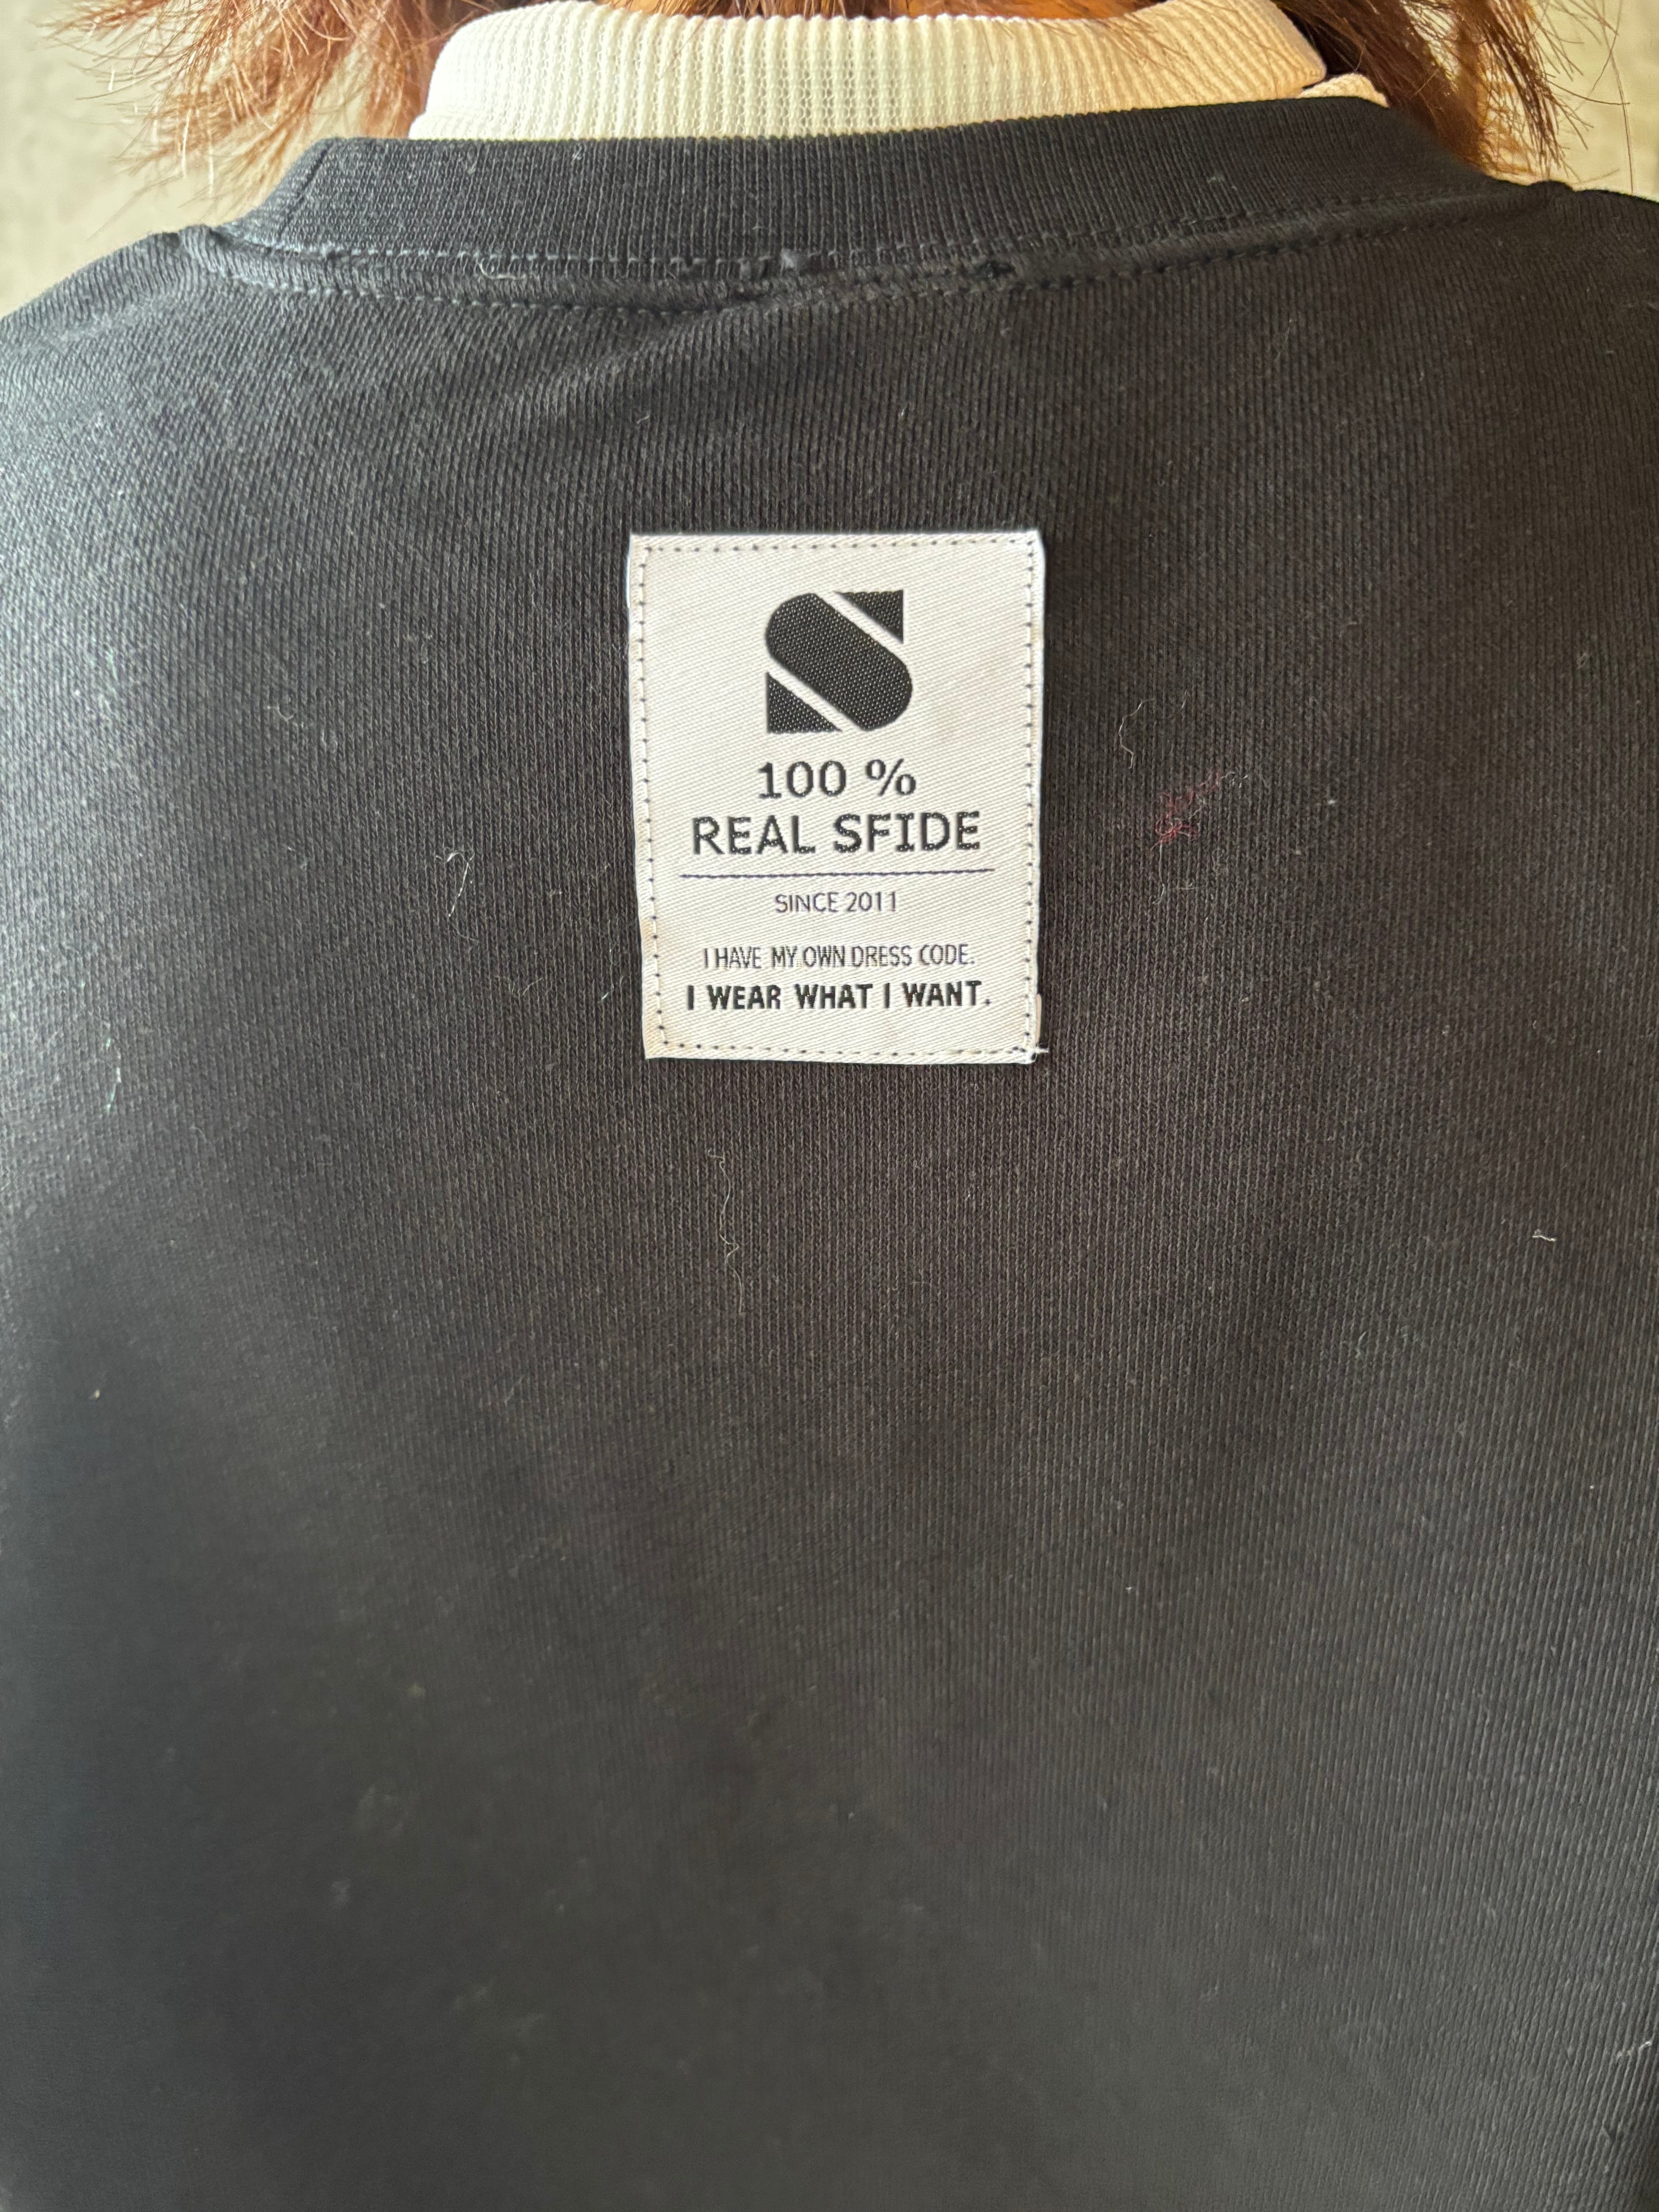 S
100 %
REAL SFIDE
SINCE 2011
I HAVE MY OWN DRESS CODE.
I WEAR WHAT I WANT.